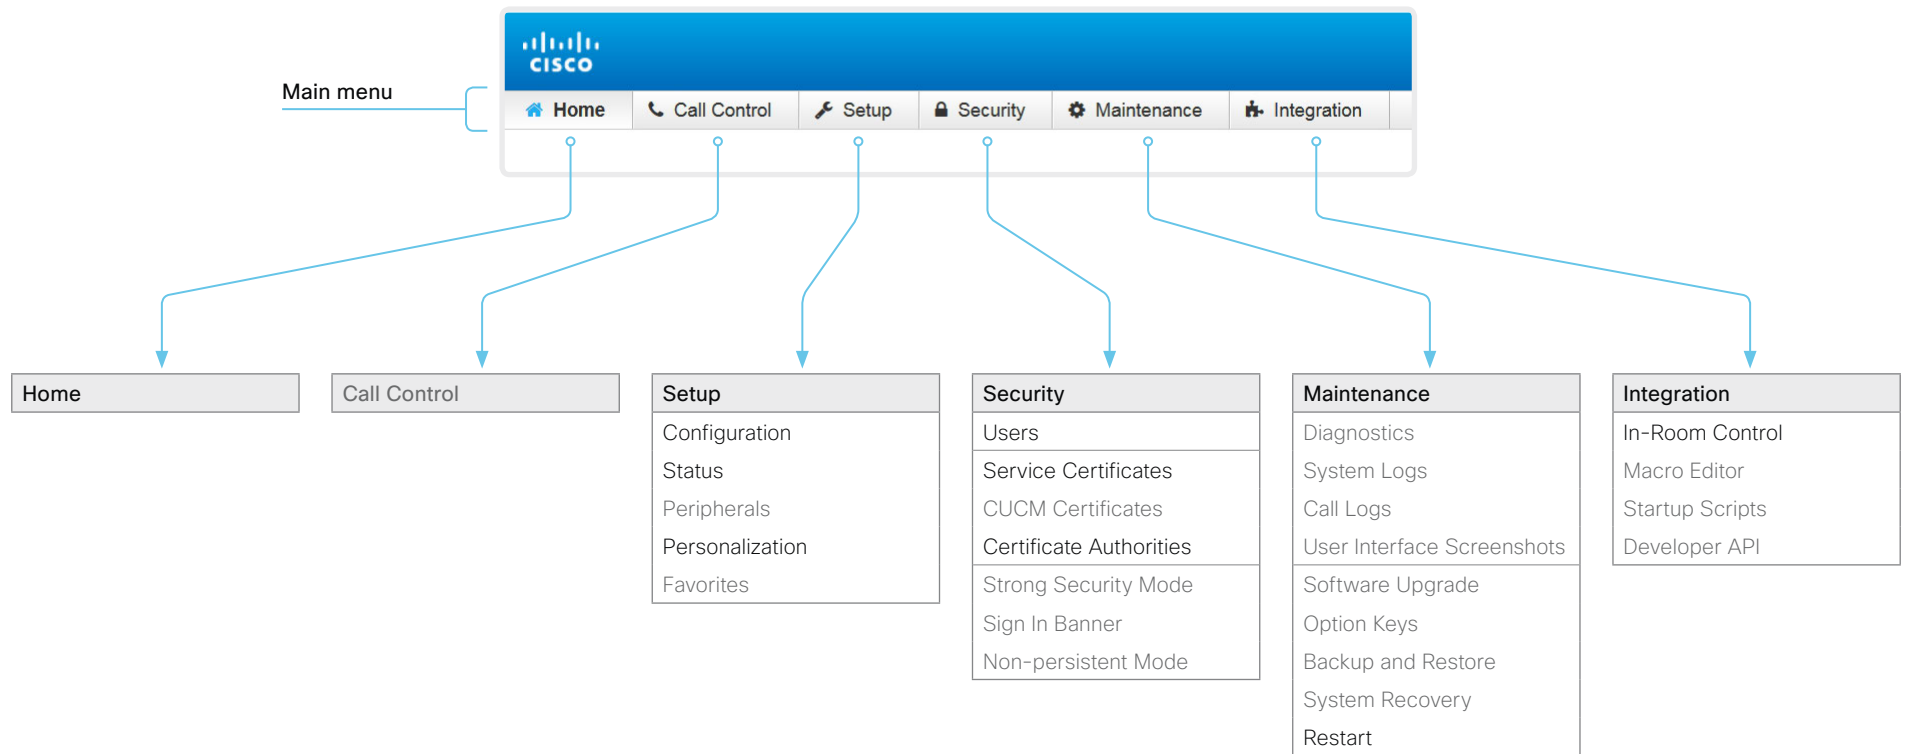 CISCO
Main menu
Home Call Control Setup Security Maintenance Integration
Home
Call Control
Setup
Configuration
Status
Peripherals
Personalization
Favorites
Security
Users
Service Certificates
CUCM Certificates
Certificate Authorities
Strong Security Mode
Sign In Banner
Non-persistent Mode
Maintenance
Diagnostics
System Logs
Call Logs
User Interface Screenshots
Software Upgrade
Option Keys
Backup and Restore
System Recovery
Restart
Integration
In-Room Control
Macro Editor
Startup Scripts
Developer API